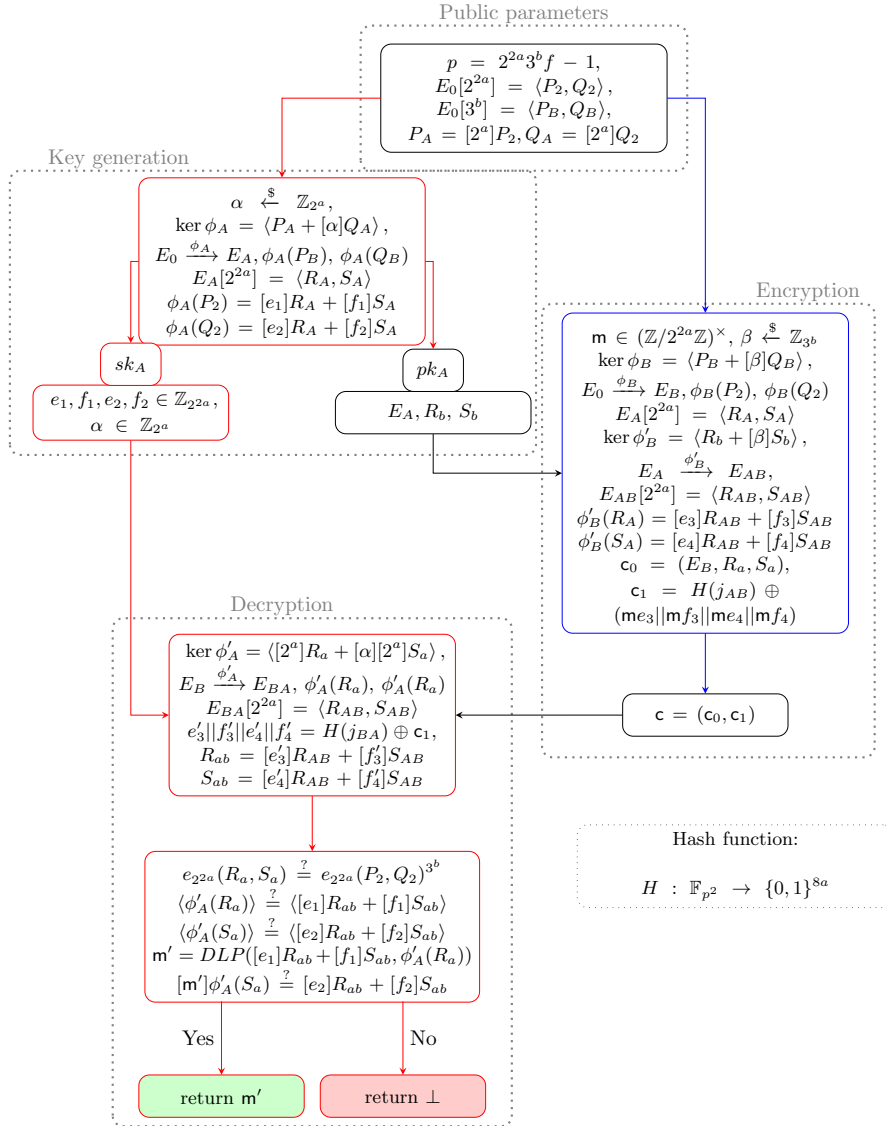 Public parameters
p = 2^{2a}3^b f − 1,
E_0[2^{2a}] = ⟨P_2, Q_2⟩,
E_0[3^b] = ⟨P_B, Q_B⟩,
P_A = [2^a]P_2, Q_A = [2^a]Q_2
Key generation
α ←$ ℤ_{2^a},
ker ϕ_A = ⟨P_A + [α]Q_A⟩,
E_0 —ϕ_A→ E_A, ϕ_A(P_B), ϕ_A(Q_B)
E_A[2^{2a}] = ⟨R_A, S_A⟩
ϕ_A(P_2) = [e_1]R_A + [f_1]S_A
ϕ_A(Q_2) = [e_2]R_A + [f_2]S_A
sk_A
e_1, f_1, e_2, f_2 ∈ ℤ_{2^{2a}},
α ∈ ℤ_{2^a}
pk_A
E_A, R_b, S_b
Encryption
m ∈ (ℤ/2^{2a}ℤ)^×, β ←$ ℤ_{3^b}
ker ϕ_B = ⟨P_B + [β]Q_B⟩,
E_0 —ϕ_B→ E_B, ϕ_B(P_2), ϕ_B(Q_2)
E_A[2^{2a}] = ⟨R_A, S_A⟩
ker ϕ'_B = ⟨R_b + [β]S_b⟩,
E_A —ϕ'_B→ E_{AB},
E_{AB}[2^{2a}] = ⟨R_{AB}, S_{AB}⟩
ϕ'_B(R_A) = [e_3]R_{AB} + [f_3]S_{AB}
ϕ'_B(S_A) = [e_4]R_{AB} + [f_4]S_{AB}
c_0 = (E_B, R_a, S_a),
c_1 = H(j_{AB}) ⊕
(me_3||mf_3||me_4||mf_4)
c = (c_0, c_1)
Decryption
ker ϕ'_A = ⟨[2^a]R_a + [α][2^a]S_a⟩,
E_B —ϕ'_A→ E_{BA}, ϕ'_A(R_a), ϕ'_A(R_a)
E_{BA}[2^{2a}] = ⟨R_{AB}, S_{AB}⟩
e'_3||f'_3||e'_4||f'_4 = H(j_{BA}) ⊕ c_1,
R_{ab} = [e'_3]R_{AB} + [f'_3]S_{AB}
S_{ab} = [e'_4]R_{AB} + [f'_4]S_{AB}
e_{2^{2a}}(R_a, S_a) =? e_{2^{2a}}(P_2, Q_2)^{3^b}
⟨ϕ'_A(R_a)⟩ =? ⟨[e_1]R_{ab} + [f_1]S_{ab}⟩
⟨ϕ'_A(S_a)⟩ =? ⟨[e_2]R_{ab} + [f_2]S_{ab}⟩
m' = DLP([e_1]R_{ab} + [f_1]S_{ab}, ϕ'_A(R_a))
[m']ϕ'_A(S_a) =? [e_2]R_{ab} + [f_2]S_{ab}
Yes
No
return m'
return ⊥
Hash function:
H : 𝔽_{p^2} → {0, 1}^{8a}